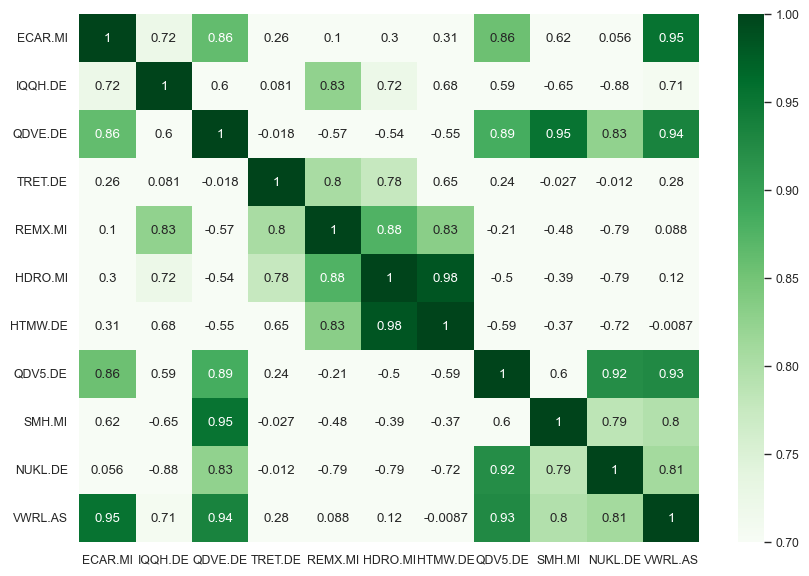 1.00
ECAR.MI 1 0.72 0.86 0.26 0.1 0.3 0.31 0.86 0.62 0.056 0.95
IQQH.DE 0.72 1 0.6 0.081 0.83 0.72 0.68 0.59 -0.65 -0.88 0.71
0.95
QDVE.DE 0.86 0.6 1 -0.018 -0.57 -0.54 -0.55 0.89 0.95 0.83 0.94
TRET.DE 0.26 0.081 -0.018 1 0.8 0.78 0.65 0.24 -0.027 -0.012 0.28
0.90
REMX.MI 0.1 0.83 -0.57 0.8 1 0.88 0.83 -0.21 -0.48 -0.79 0.088
HDRO.MI 0.3 0.72 -0.54 0.78 0.88 1 0.98 -0.5 -0.39 -0.79 0.12
0.85
HTMW.DE 0.31 0.68 -0.55 0.65 0.83 0.98 1 -0.59 -0.37 -0.72 -0.0087
QDV5.DE 0.86 0.59 0.89 0.24 -0.21 -0.5 -0.59 1 0.6 0.92 0.93
0.80
SMH.MI 0.62 -0.65 0.95 -0.027 -0.48 -0.39 -0.37 0.6 1 0.79 0.8
0.75
NUKL.DE 0.056 -0.88 0.83 -0.012 -0.79 -0.79 -0.72 0.92 0.79 1 0.81
VWRL.AS 0.95 0.71 0.94 0.28 0.088 0.12 -0.0087 0.93 0.8 0.81 1
0.70
ECAR.MI IQQH.DE QDVE.DE TRET.DE REMX.MI HDRO.MI HTMW.DE QDV5.DE SMH.MI NUKL.DE VWRL.AS